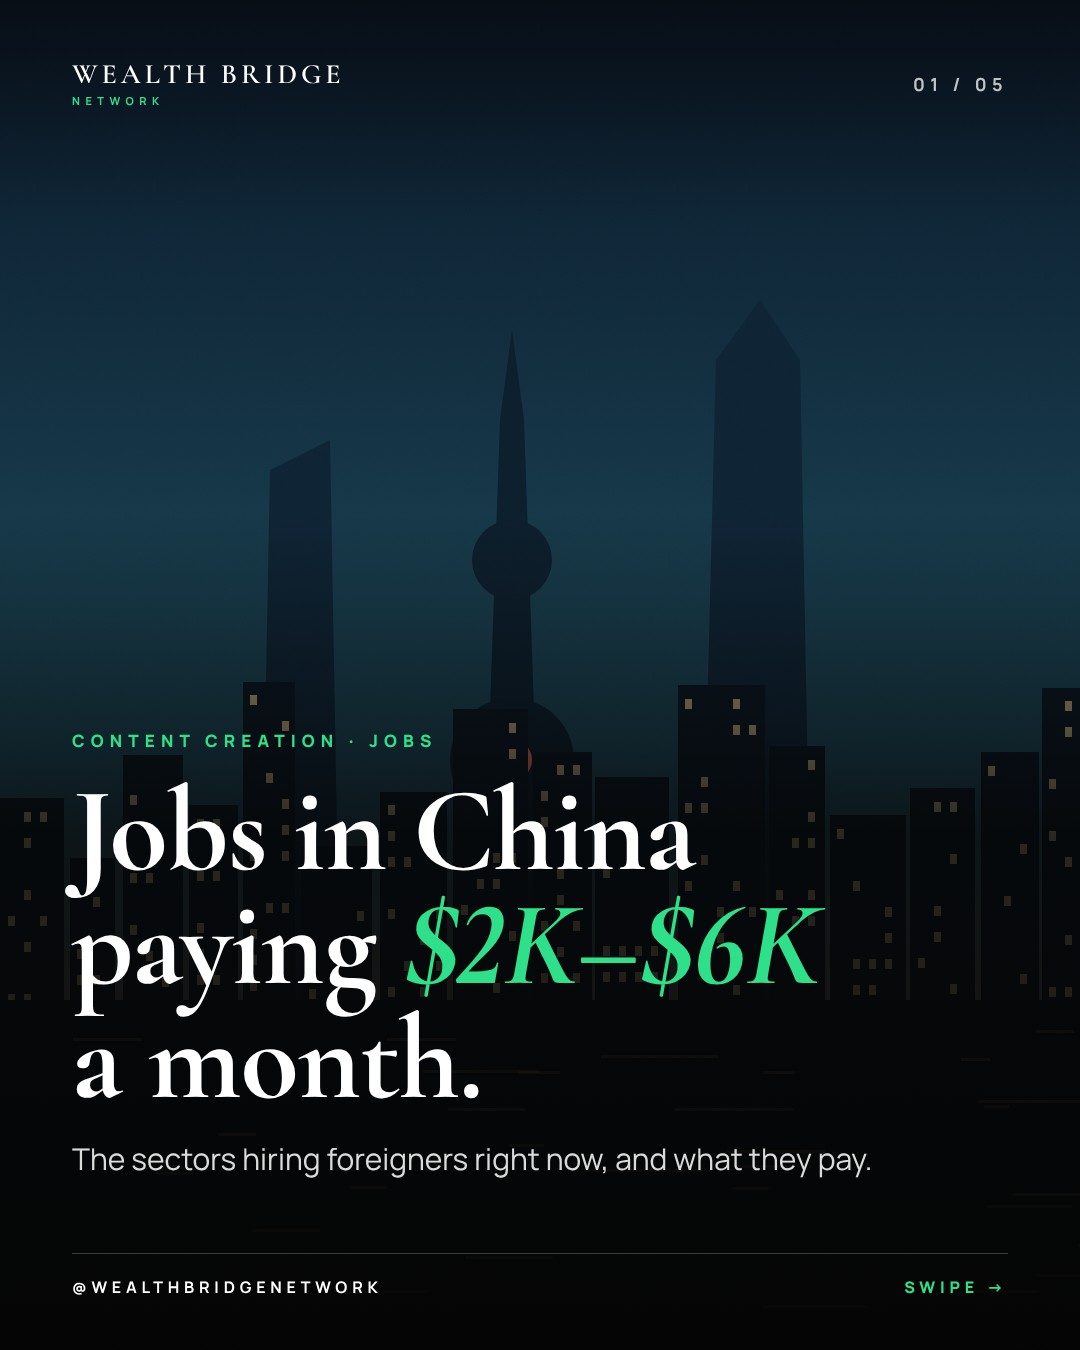 WEALTH BRIDGE
NETWORK
01 / 05
CONTENT CREATION · JOBS
Jobs in China
paying $2K–$6K
a month.
The sectors hiring foreigners right now, and what they pay.
@WEALTHBRIDGENETWORK
SWIPE →